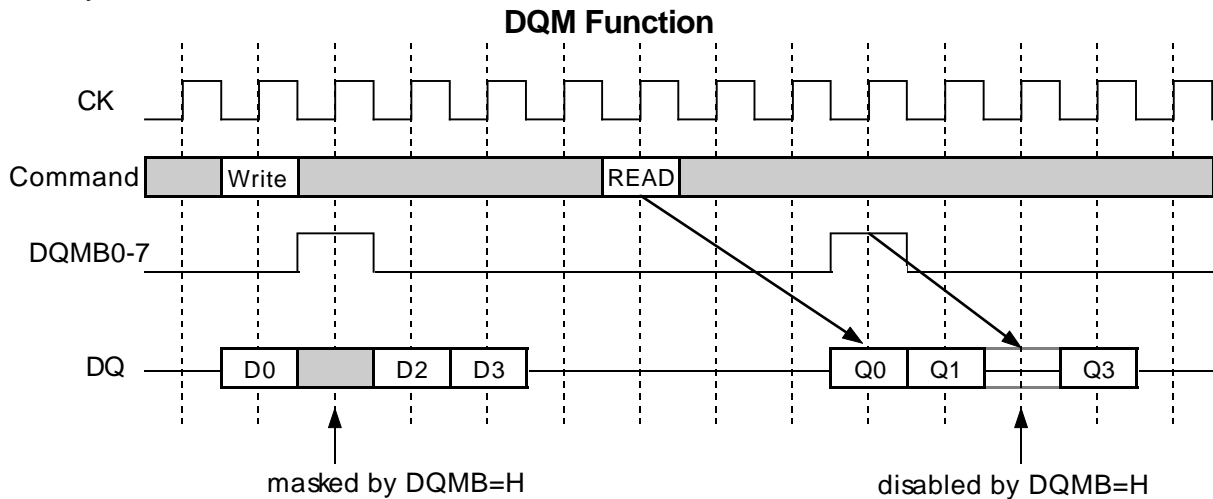 DQM Function
CK
Command Write READ
DQMB0-7
DQ D0 D2 D3 Q0 Q1 Q3
masked by DQMB=H disabled by DQMB=H